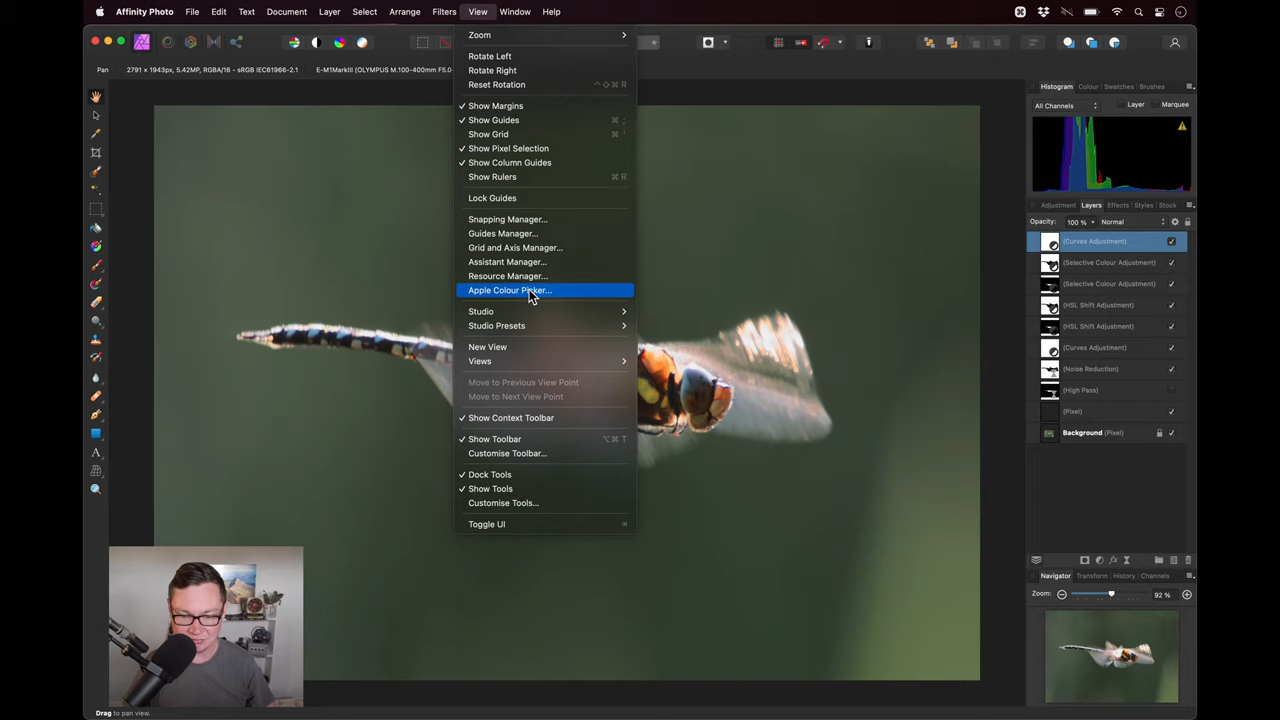 Affinity Photo File Edit Text Document Layer Select Arrange Filters View Window Help
Pan 2791 × 1943px, 5.42MP, RGBA/16 - sRGB IEC61966-2.1 E-M1MarkIII (OLYMPUS M.100-400mm F5.0
Zoom
Rotate Left
Rotate Right
Reset Rotation ^ ⇧ ⌘ R
Show Margins
Show Guides ⌘ ;
Show Grid ⌘ '
Show Pixel Selection
Show Column Guides
Show Rulers ⌘ R
Lock Guides
Snapping Manager...
Guides Manager...
Grid and Axis Manager...
Assistant Manager...
Resource Manager...
Apple Colour Picker...
Studio
Studio Presets
New View
Views
Move to Previous View Point
Move to Next View Point
Show Context Toolbar
Show Toolbar ⌥ ⌘ T
Customise Toolbar...
Dock Tools
Show Tools
Customise Tools...
Toggle UI
Histogram Colour Swatches Brushes
All Channels Layer Marquee
Adjustment Layers Effects Styles Stock
Opacity: 100 % Normal
(Curves Adjustment)
(Selective Colour Adjustment)
(Selective Colour Adjustment)
(HSL Shift Adjustment)
(HSL Shift Adjustment)
(Curves Adjustment)
(Noise Reduction)
(High Pass)
(Pixel)
Background (Pixel)
Navigator Transform History Channels
Zoom: 92 %
Drag to pan view.